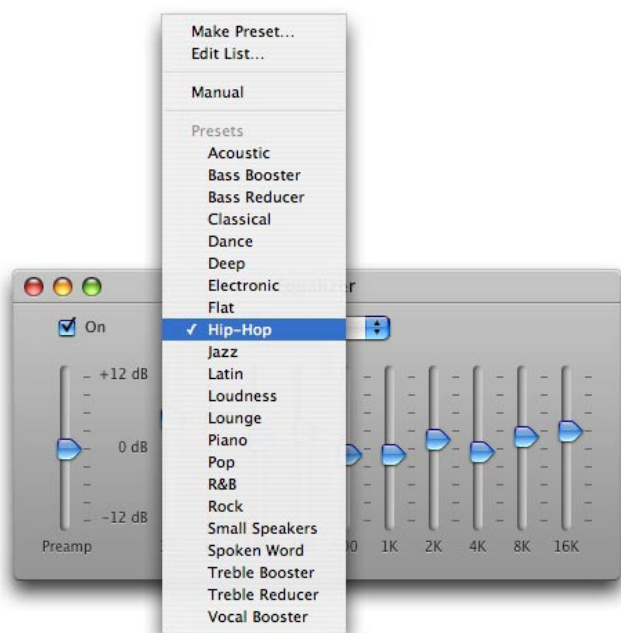 Make Preset...
Edit List...
Manual
Presets
Acoustic
Bass Booster
Bass Reducer
Classical
Dance
Deep
Electronic
Flat
✓ Hip-Hop
Jazz
Latin
Loudness
Lounge
Piano
Pop
R&B
Rock
Small Speakers
Spoken Word
Treble Booster
Treble Reducer
Vocal Booster
On
+12 dB
0 dB
-12 dB
Preamp 1K 2K 4K 8K 16K